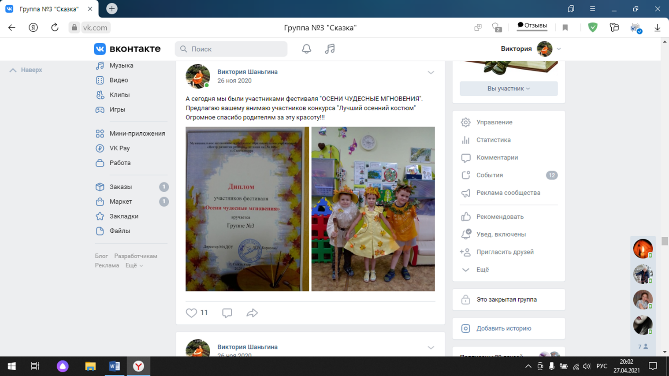 Группа №3 "Сказка"
vk.com
Группа №3 "Сказка"
Отзывы
ВКОНТАКТЕ
Поиск
Виктория
Наверх
Музыка
Видео
Клипы
Игры
Мини-приложения
VK Pay
Работа
Заказы 1
Маркет 1
Закладки
Файлы
Блог Разработчикам
Реклама Ещё
Виктория Шаньгина
26 ноя 2020
А сегодня мы были участниками фестиваля "ОСЕНИ ЧУДЕСНЫЕ МГНОВЕНИЯ".
Предлагаю вашему внимаю участников конкурса "Лучший осенний костюм"
Огромное спасибо родителям за эту красоту!!!
Диплом
участников фестиваля
«Осени чудесные мгновения»
вручается
Группе №3
11
Виктория Шаньгина
26 ноя 2020
Вы участник
Управление
Статистика
Комментарии
События 12
Реклама сообщества
Рекомендовать
Увед. включены
Пригласить друзей
Ещё
Это закрытая группа
Добавить историю
РУС
20:02
27.04.2021